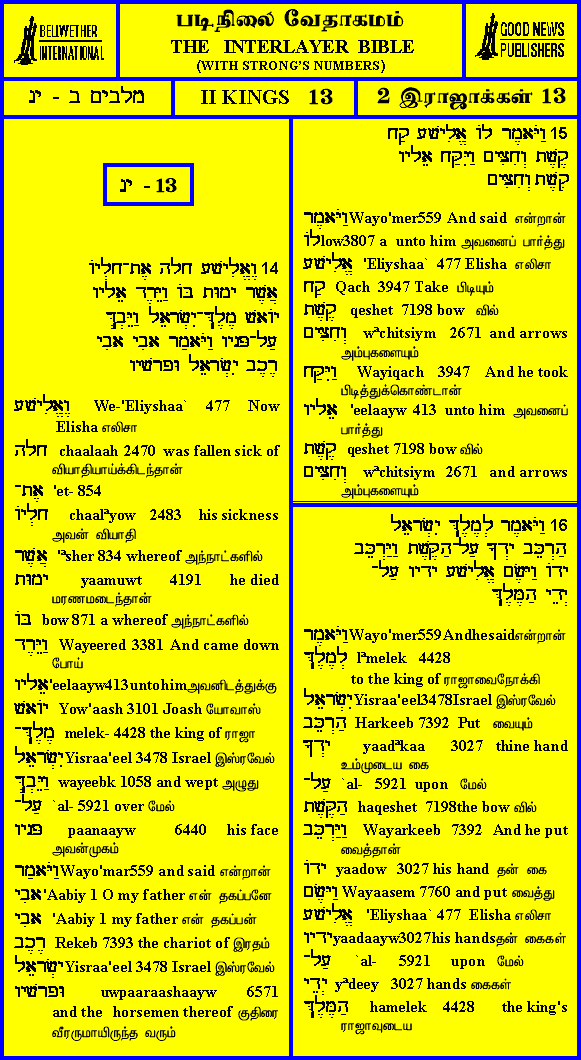 BELLWETHER
INTERNATIONAL
படிநிலை வேதாகமம்
THE INTERLAYER BIBLE
(WITH STRONG'S NUMBERS)
GOOD NEWS
PUBLISHERS
מלכים ב - יג
II KINGS 13
2 இராஜாக்கள் 13
יג - 13
14 וֶאֱלִישָׁע חָלָה אֶת־חָלְיוֹ
אֲשֶׁר יָמוּת בּוֹ וַיֵּרֶד אֵלָיו
יוֹאָשׁ מֶלֶךְ־יִשְׂרָאֵל וַיֵּבְךְּ
עַל־פָּנָיו וַיֹּאמַר אָבִי אָבִי
רֶכֶב יִשְׂרָאֵל וּפָרָשָׁיו
וֶאֱלִישָׁע We-'Eliyshaa` 477 Now
Elisha எலிசா
חָלָה chaalaah 2470 was fallen sick of
வியாதியாய்க்கிடந்தான்
אֶת־ 'et- 854
חָלְיוֹ chaalªyow 2483 his sickness
அவன் வியாதி
אֲשֶׁר 'ªsher 834 whereof அந்நாட்களில்
יָמוּת yaamuwt 4191 he died
மரணமடைந்தான்
בּוֹ bow 871 a whereof அந்நாட்களில்
וַיֵּרֶד Wayeered 3381 And came down
போய்
אֵלָיו 'eelaayw413 unto him அவனிடத்துக்கு
יוֹאָשׁ Yow'aash 3101 Joash யோவாஸ்
מֶלֶךְ־ melek- 4428 the king of ராஜா
יִשְׂרָאֵל Yisraa'eel 3478 Israel இஸ்ரவேல்
וַיֵּבְךְּ wayeebk 1058 and wept அழுது
עַל־ `al- 5921 over மேல்
פָּנָיו paanaayw 6440 his face
அவன்முகம்
וַיֹּאמַר Wayo'mar559 and said என்றான்
אָבִי 'Aabiy 1 O my father என் தகப்பனே
אָבִי 'Aabiy 1 my father என் தகப்பன்
רֶכֶב Rekeb 7393 the chariot of இரதம்
יִשְׂרָאֵל Yisraa'eel 3478 Israel இஸ்ரவேல்
וּפָרָשָׁיו uwpaaraashaayw 6571
and the horsemen thereof குதிரை
வீரருமாயிருந்த வரும்
15 וַיֹּאמֶר לוֹ אֱלִישָׁע קַח
קֶשֶׁת וְחִצִּים וַיִּקַּח אֵלָיו
קֶשֶׁת וְחִצִּים
וַיֹּאמֶר Wayo'mer559 And said என்றான்
לוֹ low3807 a unto him அவனைப் பார்த்து
אֱלִישָׁע 'Eliyshaa` 477 Elisha எலிசா
קַח Qach 3947 Take பிடியும்
קֶשֶׁת qeshet 7198 bow வில்
וְחִצִּים wªchitsiym 2671 and arrows
அம்புகளையும்
וַיִּקַּח Wayiqach 3947 And he took
பிடித்துக்கொண்டான்
אֵלָיו 'eelaayw 413 unto him அவனைப்
பார்த்து
קֶשֶׁת qeshet 7198 bow வில்
וְחִצִּים wªchitsiym 2671 and arrows
அம்புகளையும்
16 וַיֹּאמֶר לְמֶלֶךְ יִשְׂרָאֵל
הַרְכֵּב יָדְךָ עַל־הַקֶּשֶׁת וַיַּרְכֵּב
יָדוֹ וַיָּשֶׂם אֱלִישָׁע יָדָיו עַל־
יְדֵי הַמֶּלֶךְ
וַיֹּאמֶר Wayo'mer559 And he said என்றான்
לְמֶלֶךְ lªmelek 4428
to the king of ராஜாவைநோக்கி
יִשְׂרָאֵל Yisraa'eel3478Israel இஸ்ரவேல்
הַרְכֵּב Harkeeb 7392 Put வையும்
יָדְךָ yaadªkaa 3027 thine hand
உம்முடைய கை
עַל־ `al- 5921 upon மேல்
הַקֶּשֶׁת haqeshet 7198the bow வில்
וַיַּרְכֵּב Wayarkeeb 7392 And he put
வைத்தான்
יָדוֹ yaadow 3027 his hand தன் கை
וַיָּשֶׂם Wayaasem 7760 and put வைத்து
אֱלִישָׁע 'Eliyshaa` 477 Elisha எலிசா
יָדָיו yaadaayw3027his hands தன் கைகள்
עַל־ `al- 5921 upon மேல்
יְדֵי yªdeey 3027 hands கைகள்
הַמֶּלֶךְ hamelek 4428 the king's
ராஜாவுடைய